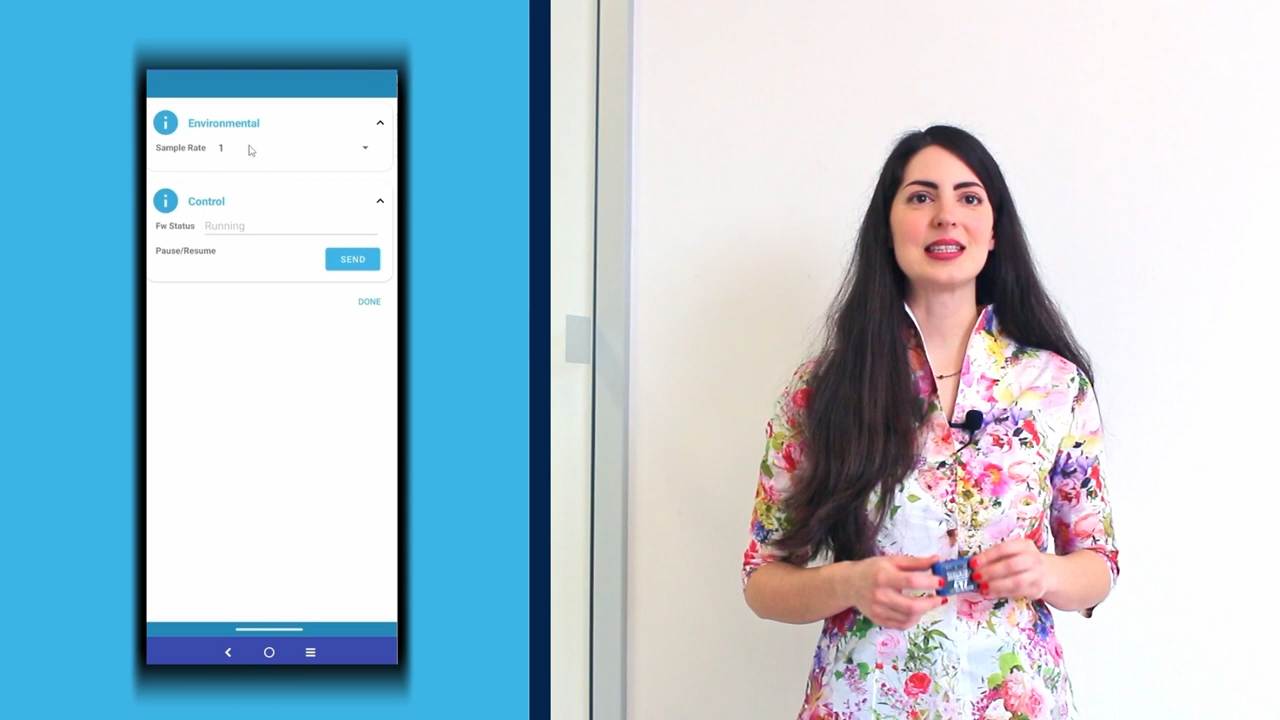 Environmental
Sample Rate 1
Control
Fw Status Running
Pause/Resume
SEND
DONE